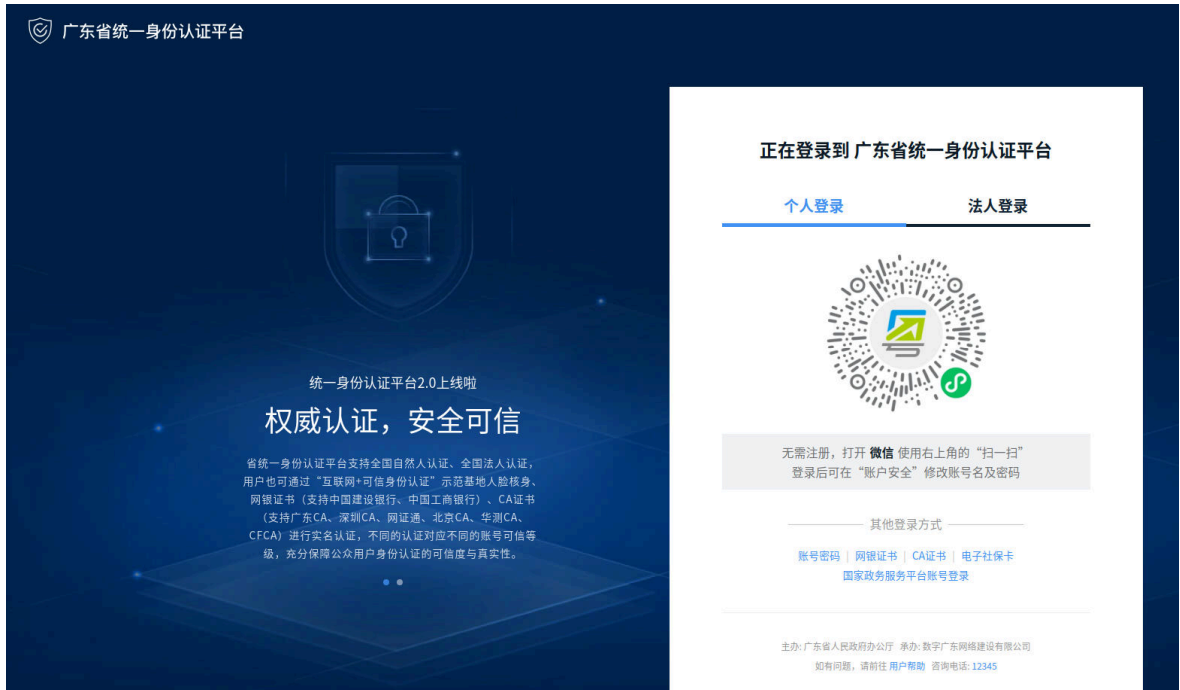 广东省统一身份认证平台
统一身份认证平台2.0上线啦
权威认证，安全可信
省统一身份认证平台支持全国自然人认证、全国法人认证，
用户也可通过“互联网+可信身份认证”示范基地人脸核身、
网银证书（支持中国建设银行、中国工商银行）、CA证书
（支持广东CA、深圳CA、网证通、北京CA、华测CA、
CFCA）进行实名认证，不同的认证对应不同的账号可信等
级，充分保障公众用户身份认证的可信度与真实性。
正在登录到 广东省统一身份认证平台
个人登录 法人登录
无需注册，打开 微信 使用右上角的“扫一扫”
登录后可在“账户安全”修改账号名及密码
其他登录方式
账号密码 | 网银证书 | CA证书 | 电子社保卡
国家政务服务平台账号登录
主办: 广东省人民政府办公厅 承办: 数字广东网络建设有限公司
如有问题，请前往 用户帮助 咨询电话: 12345